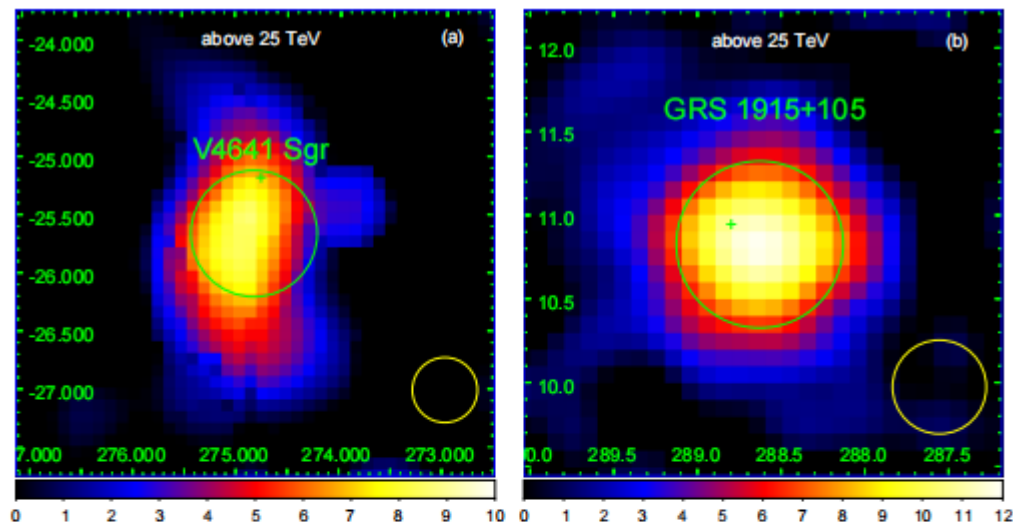 above 25 TeV
(a)
V4641 Sgr
-24.000
-24.500
-25.000
-25.500
-26.000
-26.500
-27.000
7.000 276.000 275.000 274.000 273.000
0 1 2 3 4 5 6 7 8 9 10
above 25 TeV
(b)
GRS 1915+105
12.0
11.5
11.0
10.5
10.0
0.0 289.5 289.0 288.5 288.0 287.5
0 1 2 3 4 5 6 7 8 9 10 11 12